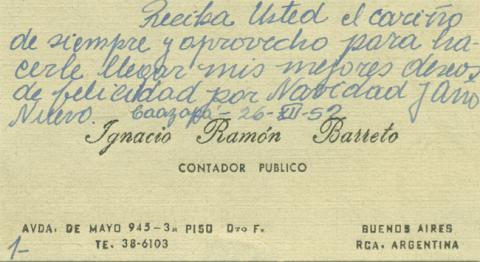 Reciba Usted el cariño
de siempre y aprovecho para ha-
cerle llegar mis mejores deseos
de felicidad por Navidad y Año
Nuevo. Caazapá - 26-XII-52
Ignacio Ramón Barreto
CONTADOR PUBLICO
AVDA. DE MAYO 945-3ER PISO DTO F.
TE. 38-6103
BUENOS AIRES
RCA. ARGENTINA
1-